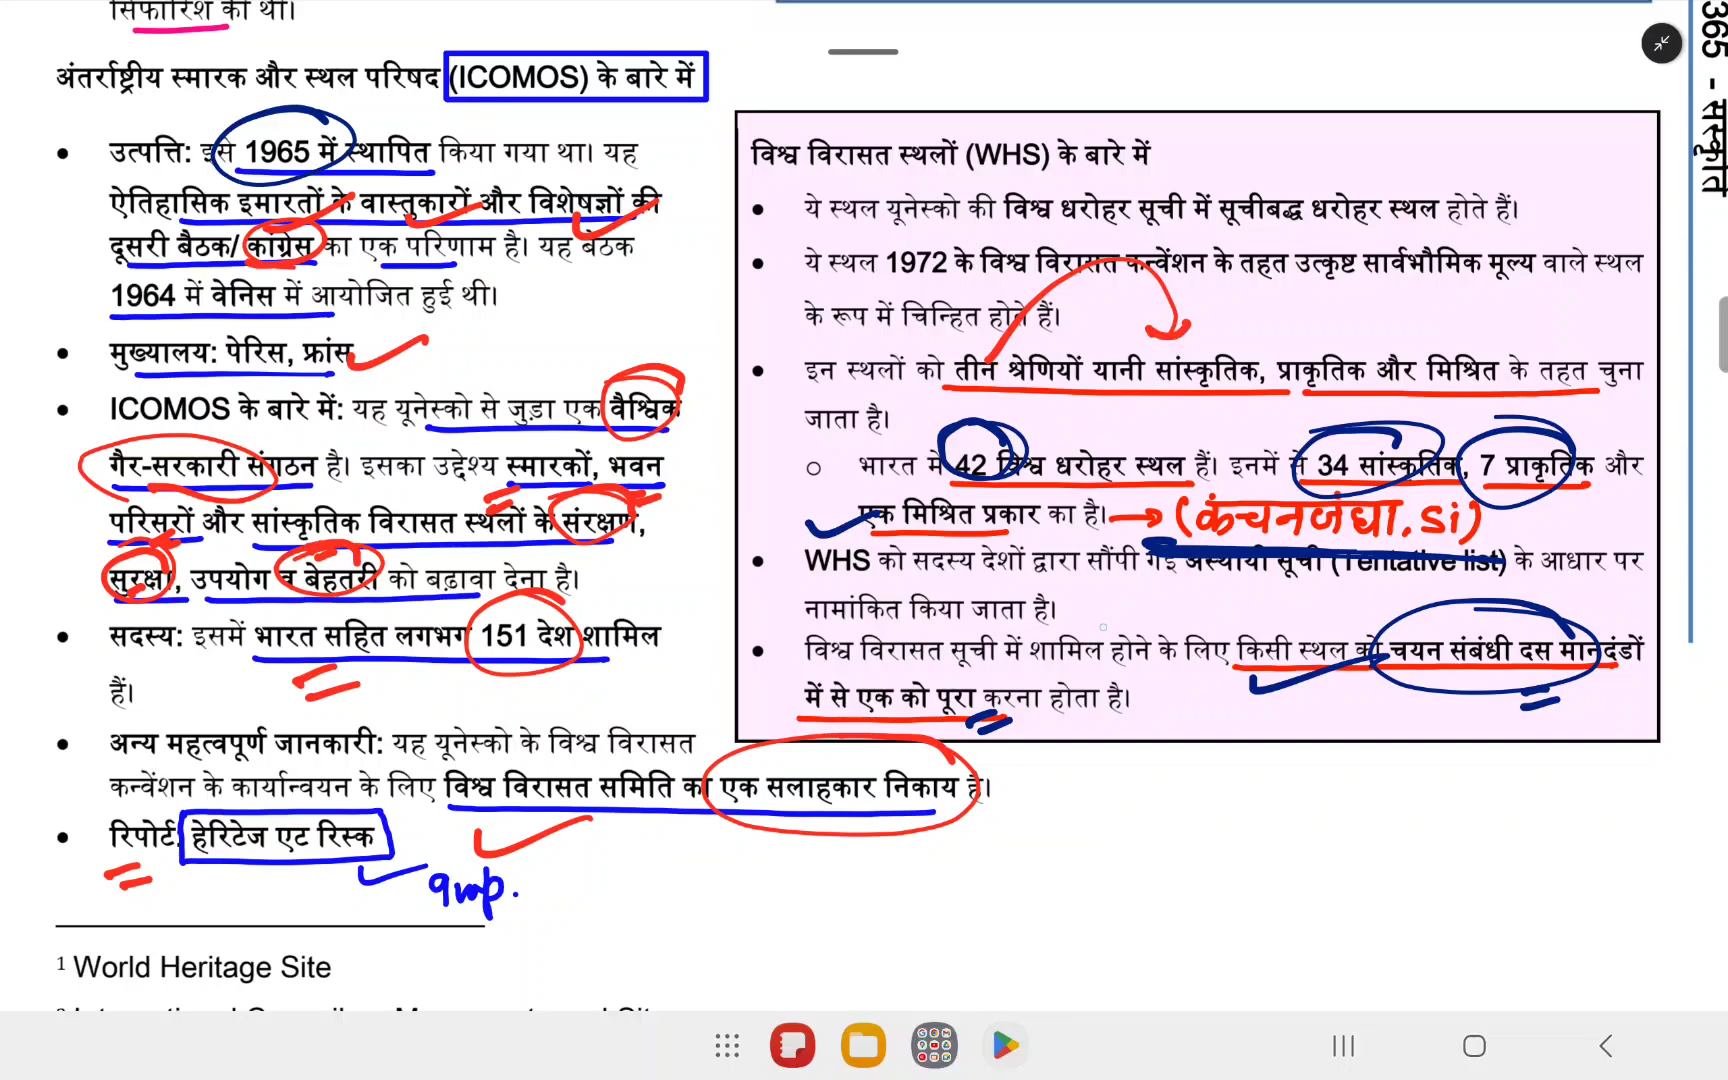 सिफारिश की थी।
अंतर्राष्ट्रीय स्मारक और स्थल परिषद (ICOMOS) के बारे में
• उत्पत्ति: इसे 1965 में स्थापित किया गया था। यह
ऐतिहासिक इमारतों के वास्तुकारों और विशेषज्ञों की
दूसरी बैठक/ कांग्रेस का एक परिणाम है। यह बैठक
1964 में वेनिस में आयोजित हुई थी।
• मुख्यालय: पेरिस, फ्रांस
• ICOMOS के बारे में: यह यूनेस्को से जुड़ा एक वैश्विक
गैर-सरकारी संगठन है। इसका उद्देश्य स्मारकों, भवन
परिसरों और सांस्कृतिक विरासत स्थलों के संरक्षण,
सुरक्षा, उपयोग व बेहतरी को बढ़ावा देना है।
• सदस्य: इसमें भारत सहित लगभग 151 देश शामिल
हैं।
• अन्य महत्वपूर्ण जानकारी: यह यूनेस्को के विश्व विरासत
कन्वेंशन के कार्यान्वयन के लिए विश्व विरासत समिति का एक सलाहकार निकाय है।
• रिपोर्ट: हेरिटेज एट रिस्क
imp.
विश्व विरासत स्थलों (WHS) के बारे में
• ये स्थल यूनेस्को की विश्व धरोहर सूची में सूचीबद्ध धरोहर स्थल होते हैं।
• ये स्थल 1972 के विश्व विरासत कन्वेंशन के तहत उत्कृष्ट सार्वभौमिक मूल्य वाले स्थल
के रूप में चिन्हित होते हैं।
• इन स्थलों को तीन श्रेणियों यानी सांस्कृतिक, प्राकृतिक और मिश्रित के तहत चुना
जाता है।
○ भारत में 42 विश्व धरोहर स्थल हैं। इनमें से 34 सांस्कृतिक, 7 प्राकृतिक और
एक मिश्रित प्रकार का है। → (कंचनजंघा, Si)
• WHS को सदस्य देशों द्वारा सौंपी गई अस्थायी सूची (Tentative list) के आधार पर
नामांकित किया जाता है।
• विश्व विरासत सूची में शामिल होने के लिए किसी स्थल को चयन संबंधी दस मानदंडों
में से एक को पूरा करना होता है।
365 - संस्कृति
1 World Heritage Site